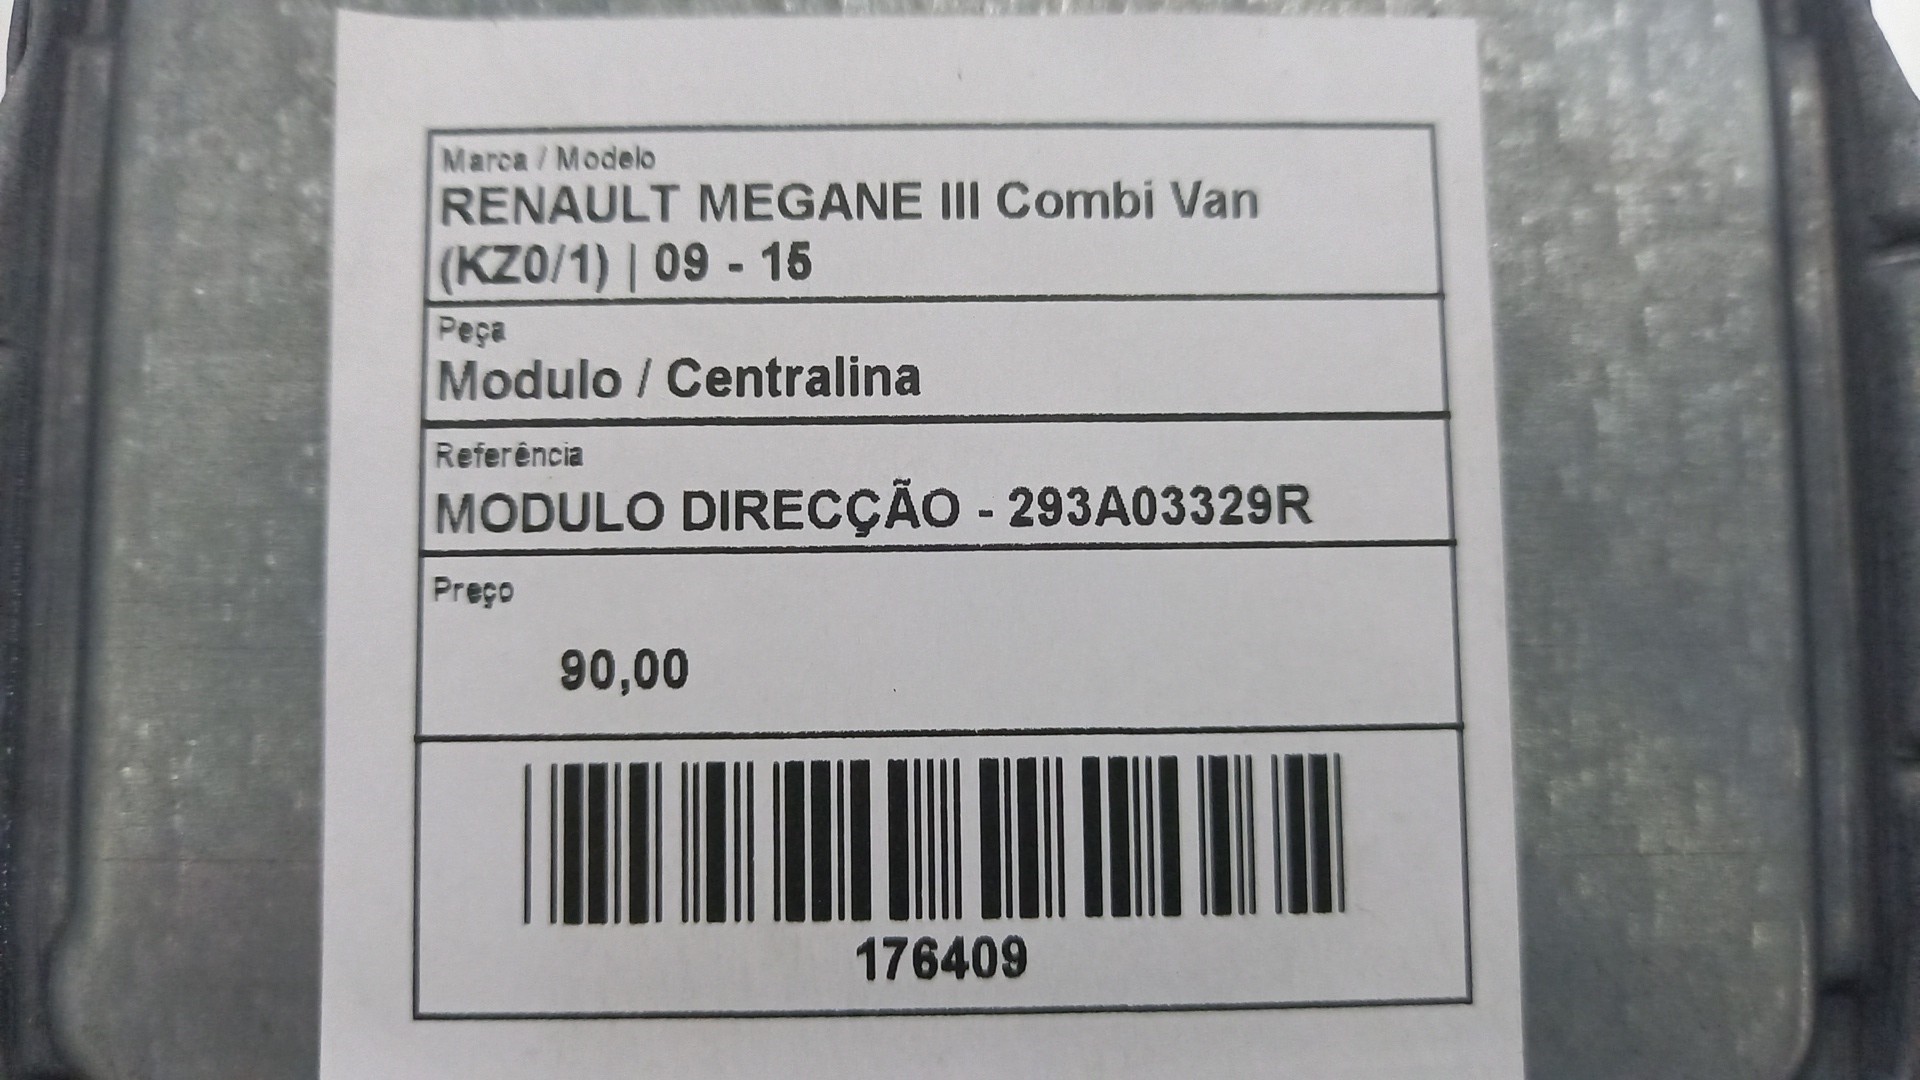 Marca / Modelo
RENAULT MEGANE III Combi Van
(KZ0/1) | 09 - 15
Peça
Modulo / Centralina
Referência
MODULO DIRECÇÃO - 293A03329R
Preço
90,00
176409